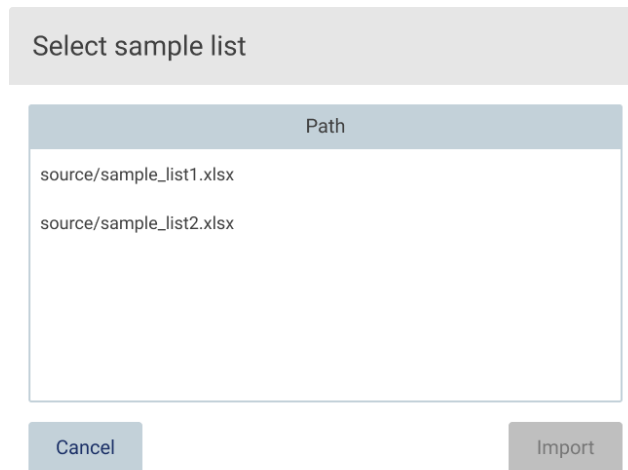 Select sample list
Path
source/sample_list1.xlsx
source/sample_list2.xlsx
Cancel Import